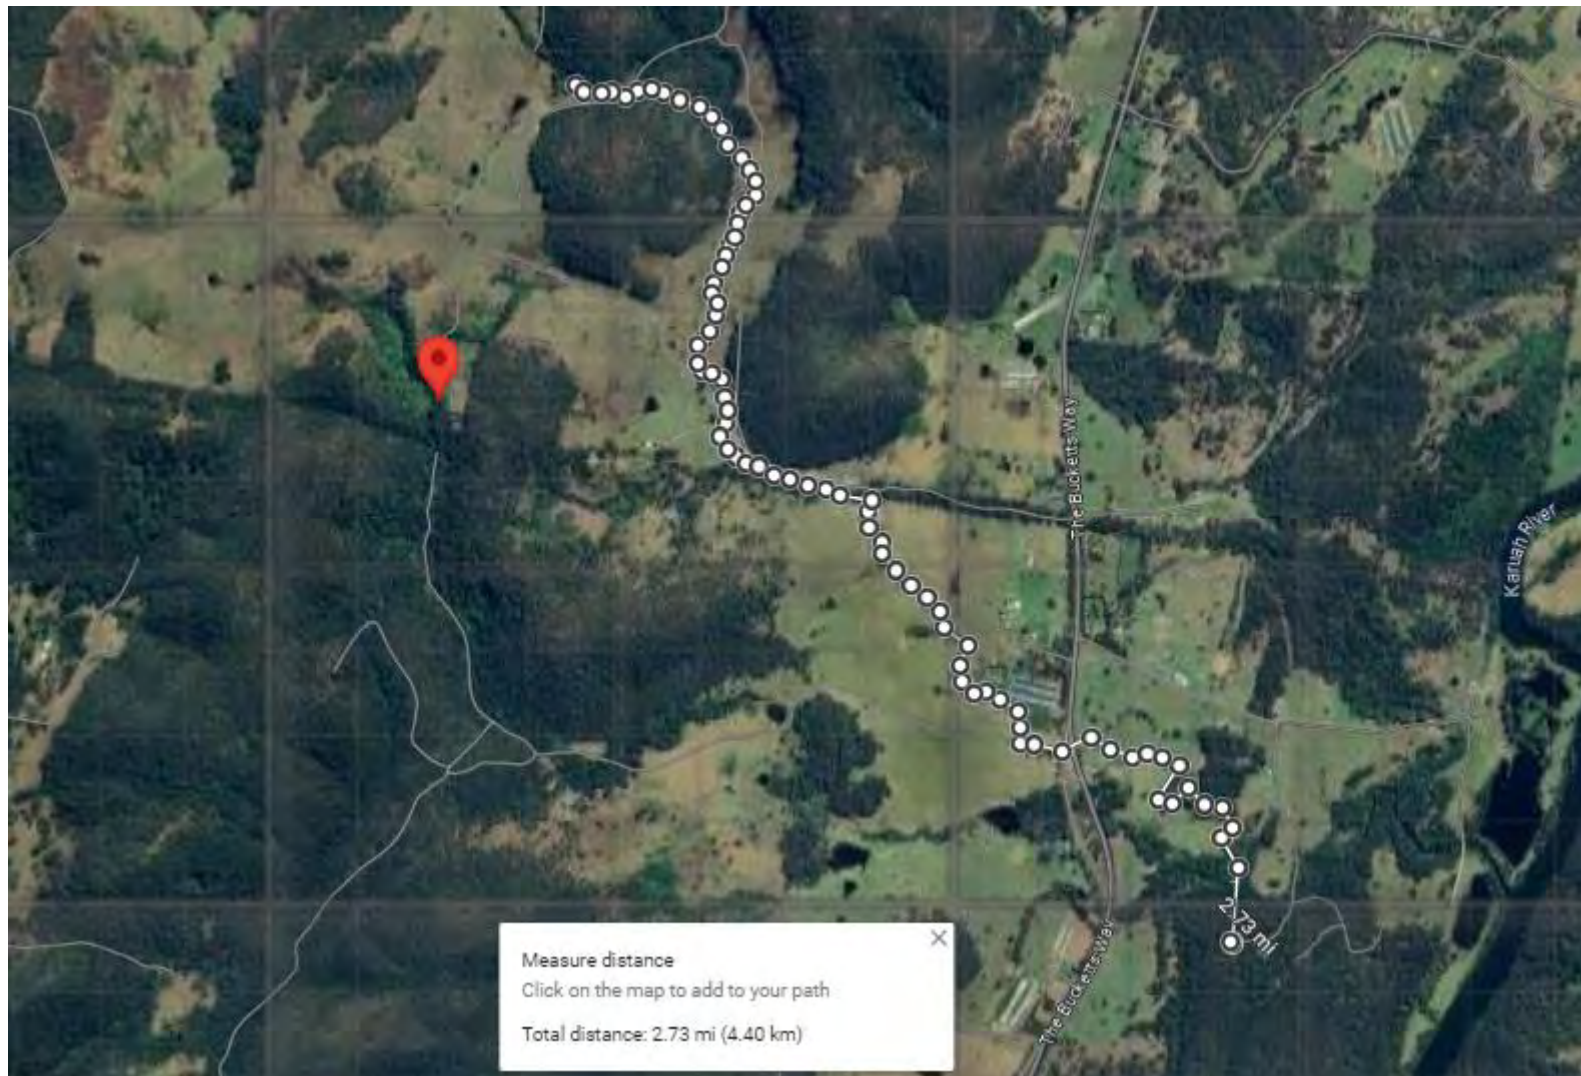 The Bucketts Way
Karuah River
2.73 mi
The Bucketts Way
Measure distance
Click on the map to add to your path
Total distance: 2.73 mi (4.40 km)